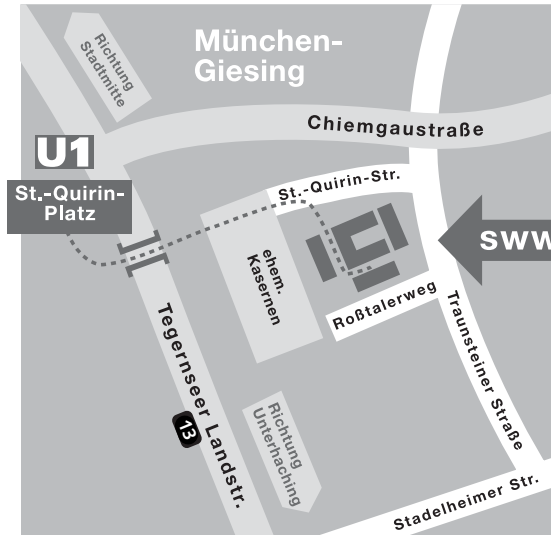 Richtung
Stadtmitte
München-
Giesing
Chiemgaustraße
U1
St.-Quirin-
Platz
St.-Quirin-Str.
SWW
ehem.
Kasernen
Roßtalerweg
Tegernseer Landstr.
Traunsteiner Straße
13
Richtung
Unterhaching
Stadelheimer Str.